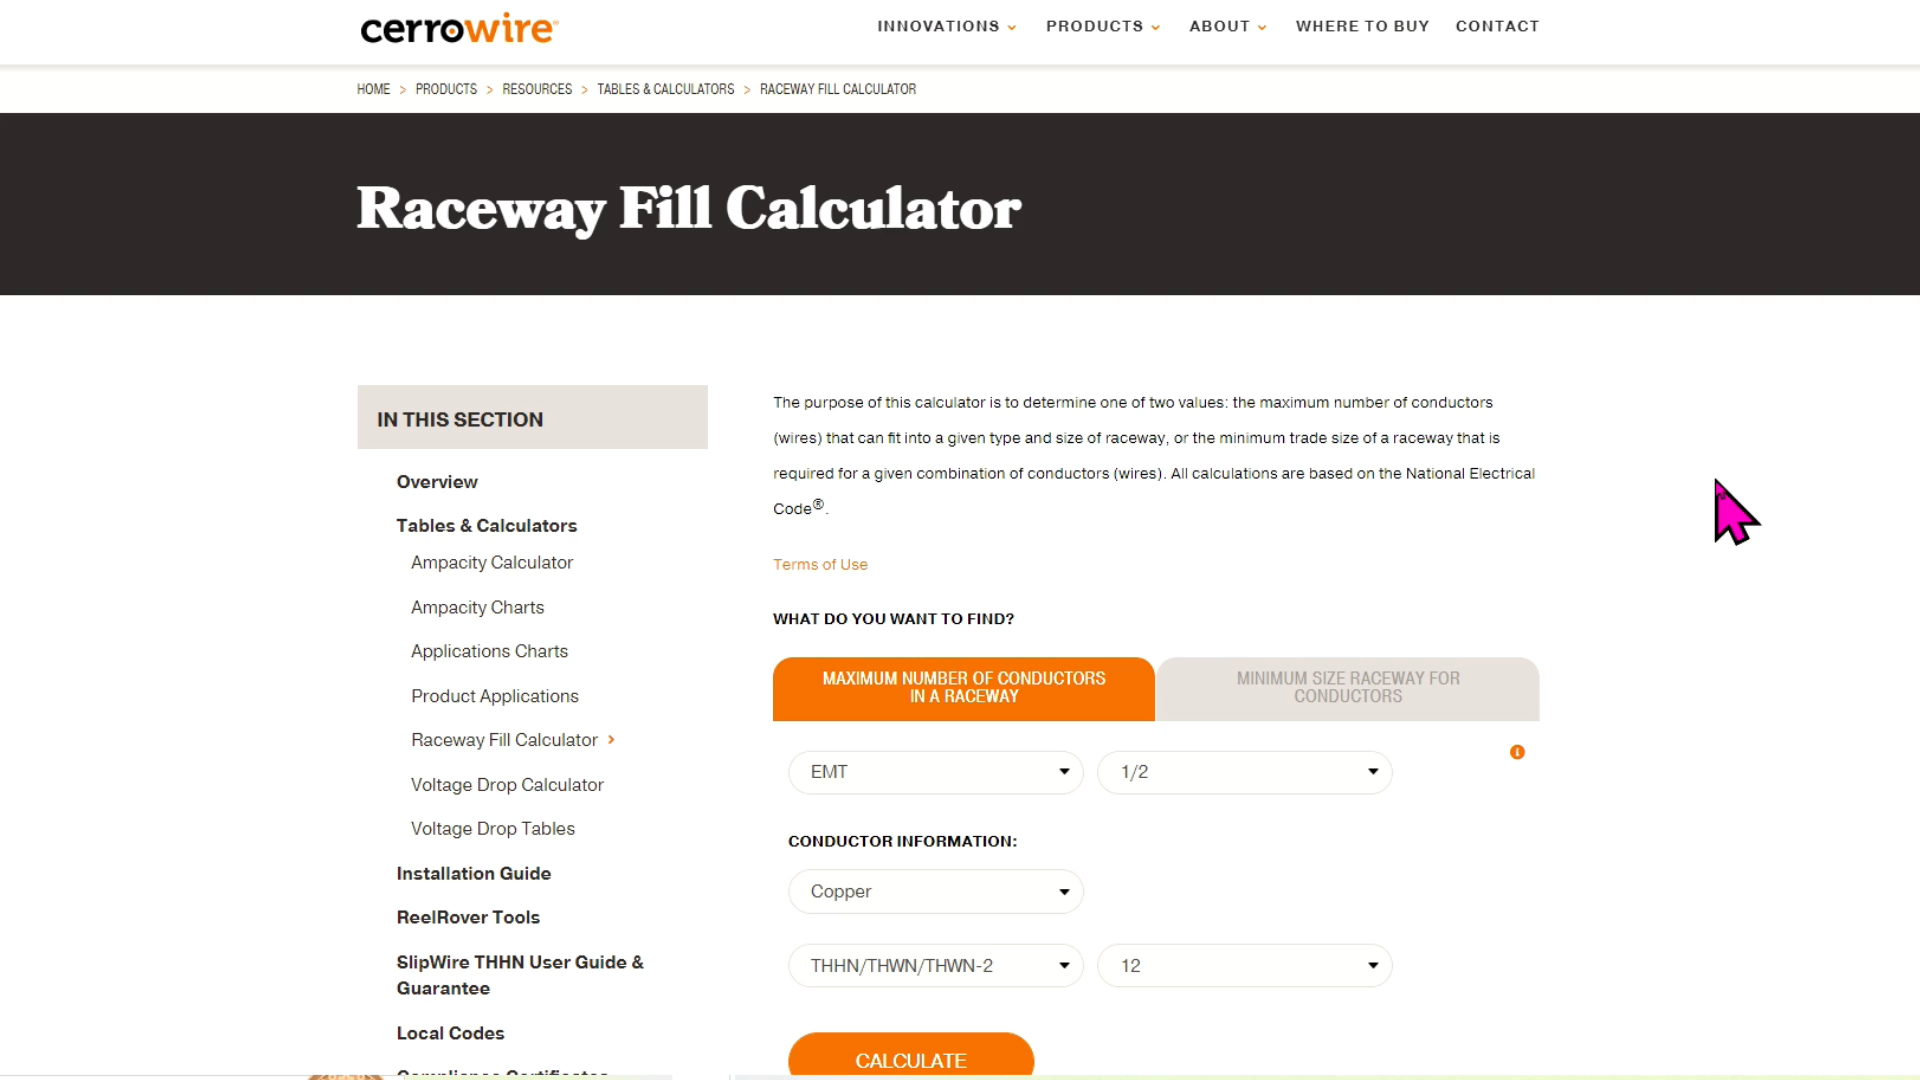 cerrowire
INNOVATIONS PRODUCTS ABOUT WHERE TO BUY CONTACT
HOME > PRODUCTS > RESOURCES > TABLES & CALCULATORS > RACEWAY FILL CALCULATOR
Raceway Fill Calculator
IN THIS SECTION
Overview
Tables & Calculators
Ampacity Calculator
Ampacity Charts
Applications Charts
Product Applications
Raceway Fill Calculator >
Voltage Drop Calculator
Voltage Drop Tables
Installation Guide
ReelRover Tools
SlipWire THHN User Guide &
Guarantee
Local Codes
Compliance Certificates
The purpose of this calculator is to determine one of two values: the maximum number of conductors
(wires) that can fit into a given type and size of raceway, or the minimum trade size of a raceway that is
required for a given combination of conductors (wires). All calculations are based on the National Electrical
Code®.
Terms of Use
WHAT DO YOU WANT TO FIND?
MAXIMUM NUMBER OF CONDUCTORS
IN A RACEWAY
MINIMUM SIZE RACEWAY FOR
CONDUCTORS
EMT 1/2
CONDUCTOR INFORMATION:
Copper
THHN/THWN/THWN-2 12
CALCULATE